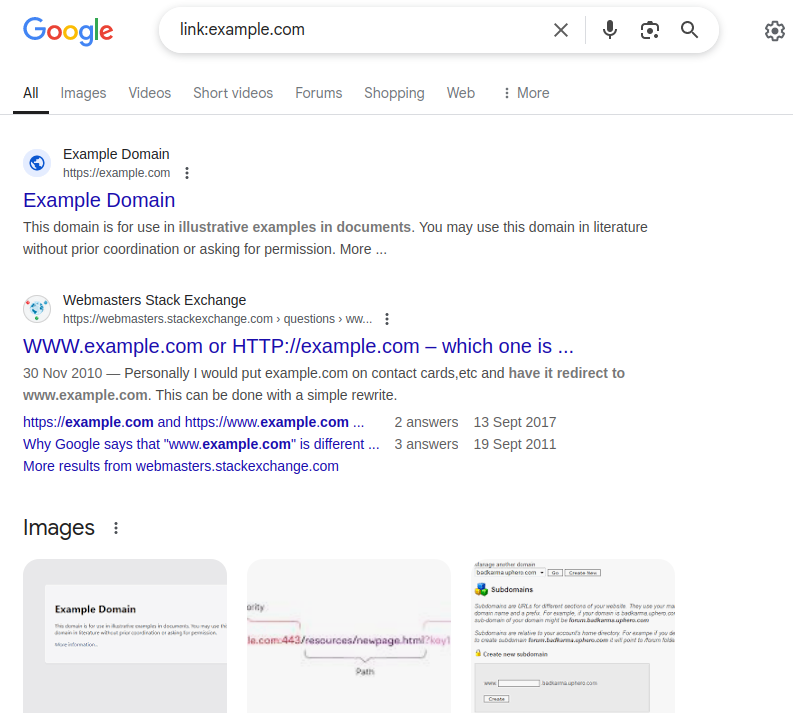 Google
link:example.com
All Images Videos Short videos Forums Shopping Web More
Example Domain
https://example.com
Example Domain
This domain is for use in illustrative examples in documents. You may use this domain in literature
without prior coordination or asking for permission. More ...
Webmasters Stack Exchange
https://webmasters.stackexchange.com › questions › ww...
WWW.example.com or HTTP://example.com – which one is ...
30 Nov 2010 — Personally I would put example.com on contact cards,etc and have it redirect to
www.example.com. This can be done with a simple rewrite.
https://example.com and https://www.example.com ... 2 answers 13 Sept 2017
Why Google says that "www.example.com" is different ... 3 answers 19 Sept 2011
More results from webmasters.stackexchange.com
Images
Example Domain
This domain is for use in illustrative examples in documents. You may use this
domain in literature without prior coordination or asking for permission.
More information...
ority
le.com:443/resources/newpage.html?key1
Path
Manage another domain
badkarma.uphero.com Go Create New
Subdomains
Subdomains are URLs for different sections of your website. They use your ma
domain name and a prefix. For example, if your domain is badkarma.uphero.co
sub-domain of your domain might be forum.badkarma.uphero.com
Subdomains are relative to your account's home directory. For example if you de
to create subdomain forum.badkarma.uphero.com it will point to /forum folder
Create new subdomain
www. .badkarma.uphero.com
Create